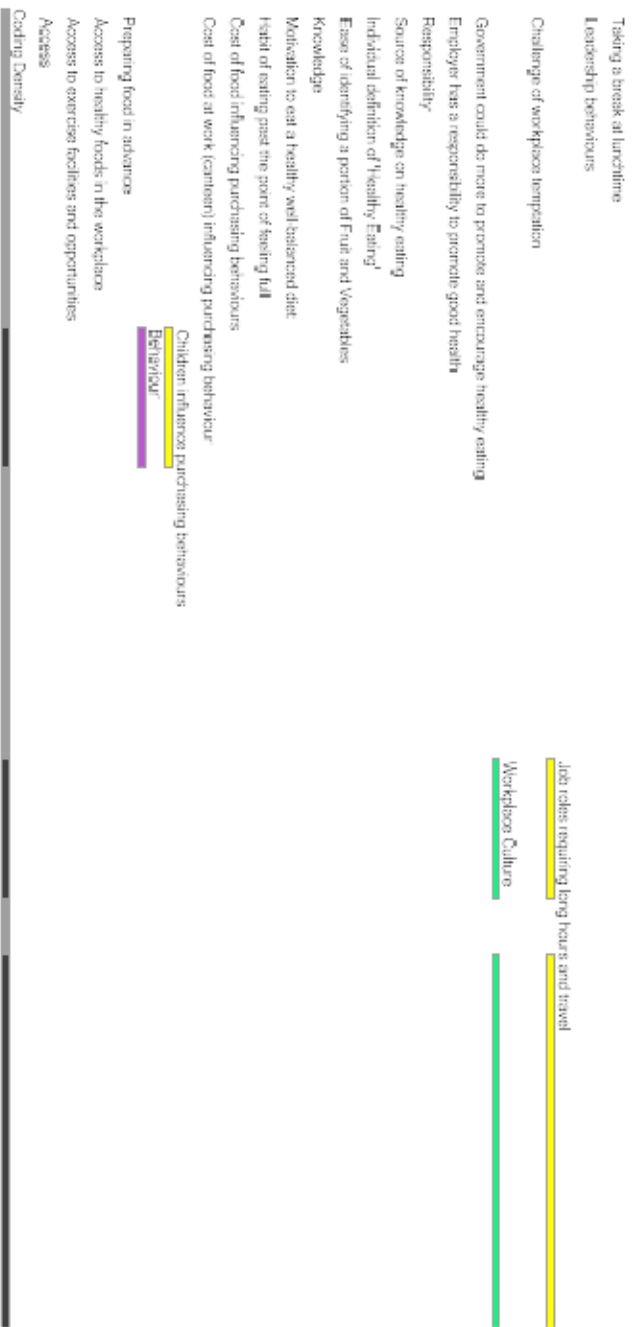 Taking a break at lunchtime
Leadership behaviours
Job roles requiring long hours and travel
Challenge of workplace temptation
Workplace Culture
Government could do more to promote and encourage healthy eating
Employer has a responsibility to promote good health
Responsibility
Source of knowledge on healthy eating
Individual definition of 'Healthy Eating'
Ease of identifying a portion of Fruit and Vegetables
Knowledge
Motivation to eat a healthy well-balanced diet
Habit of eating past the point of feeling full
Cost of food influencing purchasing behaviours
Cost of food at work (canteen) influencing purchasing behaviour
Children influence purchasing behaviours
Behaviour
Preparing food in advance
Access to healthy foods in the workplace
Access to exercise facilities and opportunities
Access
Coding Density